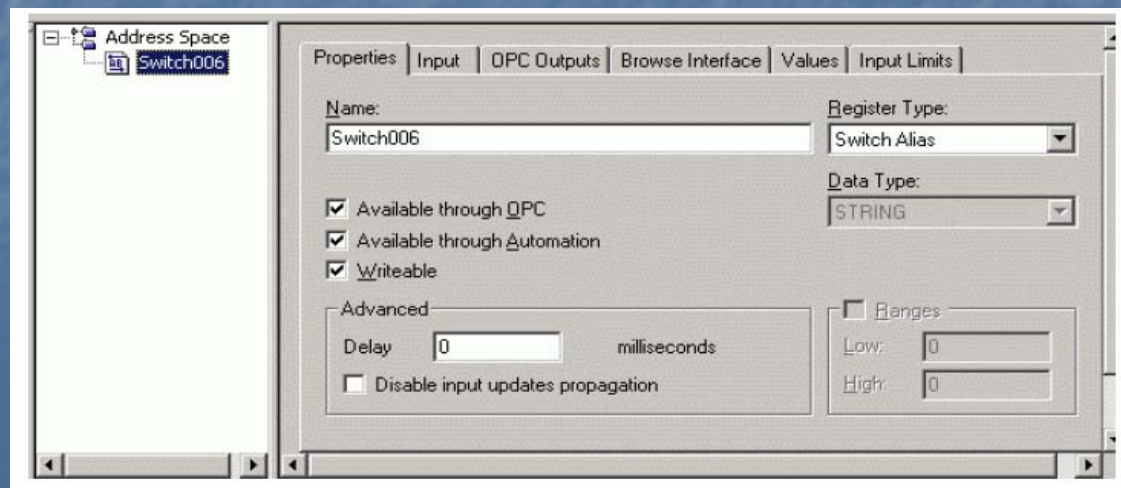 Address Space
Switch006
Properties Input OPC Outputs Browse Interface Values Input Limits
Name:
Switch006
Register Type:
Switch Alias
Data Type:
STRING
Available through OPC
Available through Automation
Writeable
Advanced
Delay 0 milliseconds
Disable input updates propagation
Ranges
Low: 0
High: 0